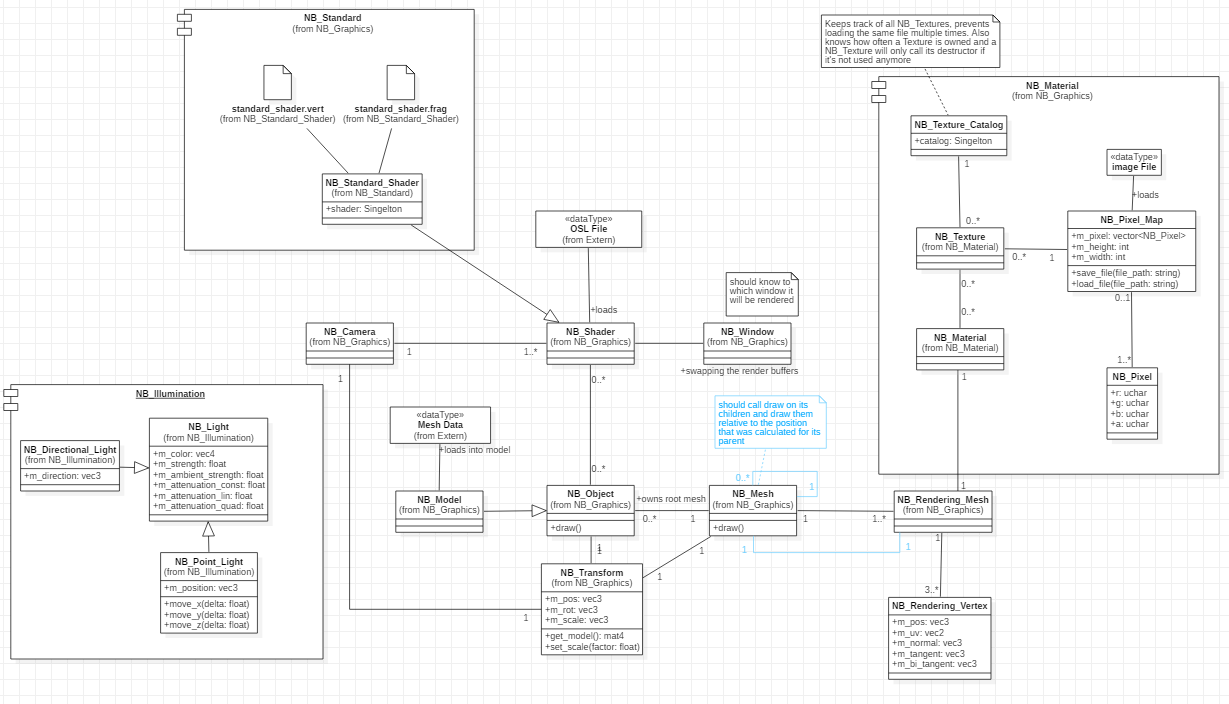 NB_Standard
(from NB_Graphics)
standard_shader.vert
(from NB_Standard_Shader)
standard_shader.frag
(from NB_Standard_Shader)
NB_Standard_Shader
(from NB_Standard)
+shader: Singelton
«dataType»
OSL File
(from Extern)
+loads
should know to
which window it
will be rendered
NB_Camera
(from NB_Graphics)
1
1..*
NB_Shader
(from NB_Graphics)
NB_Window
(from NB_Graphics)
+swapping the render buffers
1
0..*
0..*
Keeps track of all NB_Textures, prevents
loading the same file multiple times. Also
knows how often a Texture is owned and a
NB_Texture will only call its destructor if
it's not used anymore
NB_Material
(from NB_Graphics)
NB_Texture_Catalog
+catalog: Singelton
1
0..*
«dataType»
image File
+loads
NB_Texture
(from NB_Material)
0..*
1
NB_Pixel_Map
+m_pixel: vector<NB_Pixel>
+m_height: int
+m_width: int
+save_file(file_path: string)
+load_file(file_path: string)
0..*
0..*
0..1
1..*
NB_Material
(from NB_Material)
1
1
NB_Pixel
+r: uchar
+g: uchar
+b: uchar
+a: uchar
NB_Illumination
NB_Directional_Light
(from NB_Illumination)
+m_direction: vec3
NB_Light
(from NB_Illumination)
+m_color: vec4
+m_strength: float
+m_ambient_strength: float
+m_attenuation_const: float
+m_attenuation_lin: float
+m_attenuation_quad: float
NB_Point_Light
(from NB_Illumination)
+m_position: vec3
+move_x(delta: float)
+move_y(delta: float)
+move_z(delta: float)
«dataType»
Mesh Data
(from Extern)
+loads into model
NB_Model
(from NB_Graphics)
NB_Object
(from NB_Graphics)
+draw()
+owns root mesh
0..*
1
should call draw on its
children and draw them
relative to the position
that was calculated for its
parent
0..*
1
NB_Mesh
(from NB_Graphics)
+draw()
1
1..*
NB_Rendering_Mesh
(from NB_Graphics)
1
1
1
1
1
1
1
1
NB_Transform
(from NB_Graphics)
+m_pos: vec3
+m_rot: vec3
+m_scale: vec3
+get_model(): mat4
+set_scale(factor: float)
1
3..*
NB_Rendering_Vertex
+m_pos: vec3
+m_uv: vec2
+m_normal: vec3
+m_tangent: vec3
+m_bi_tangent: vec3